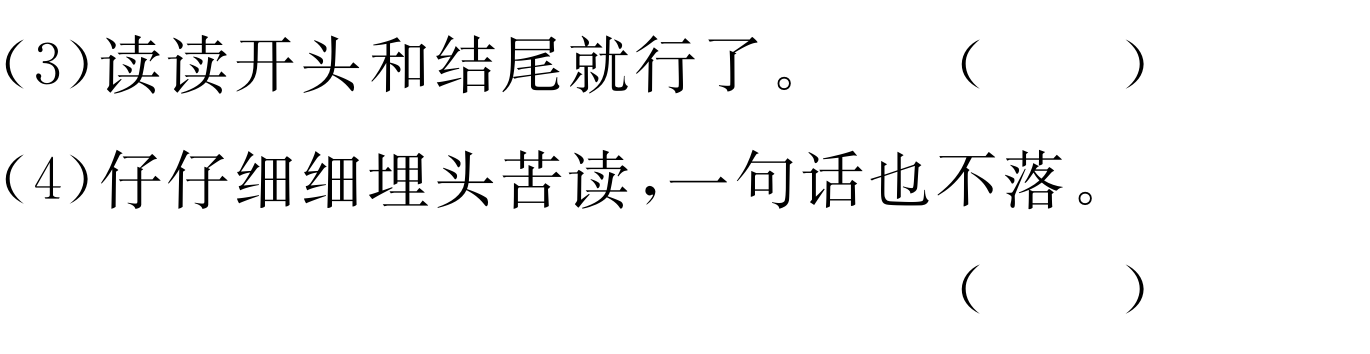 (3)读读开头和结尾就行了。 (    )
(4)仔仔细细埋头苦读,一句话也不落。
(    )